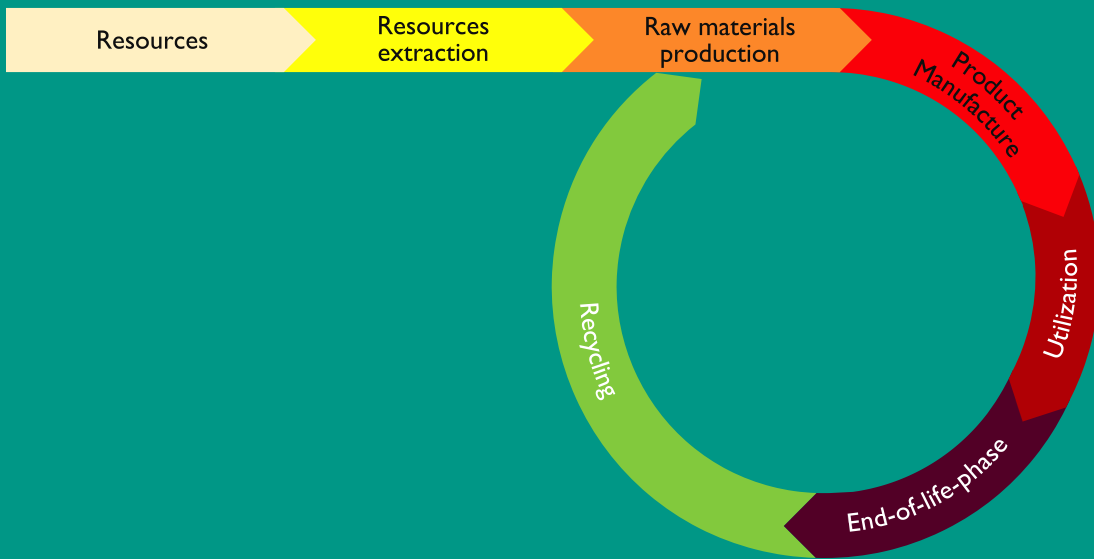 Resources
Resources
extraction
Raw materials
production
Product
Manufacture
Utilization
End-of-life-phase
Recycling